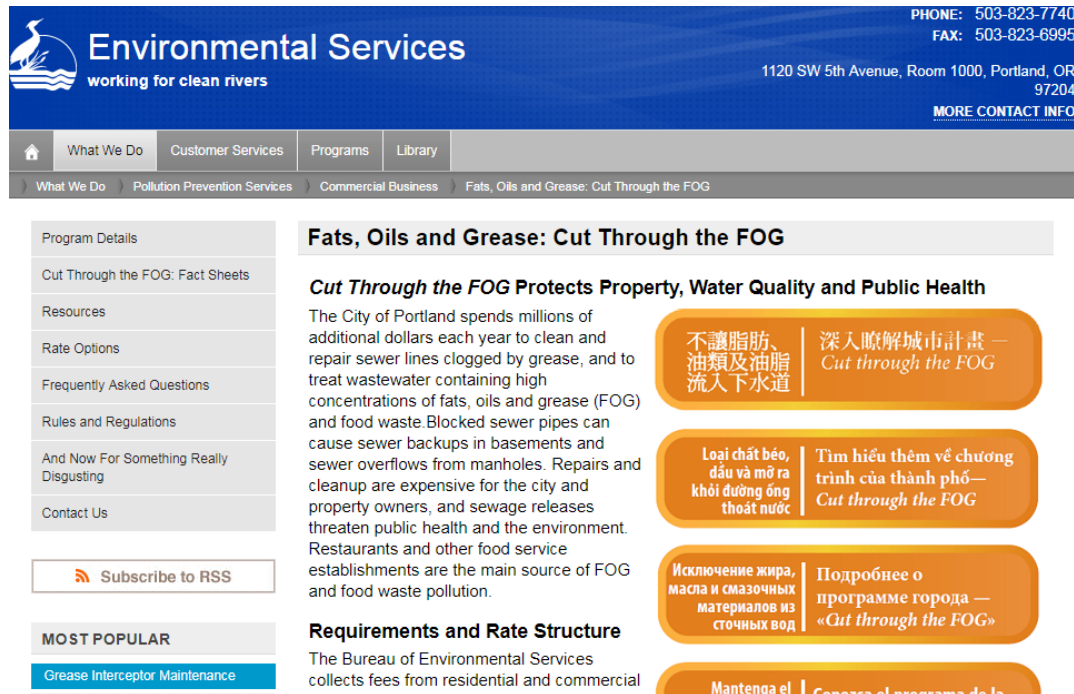 Environmental Services
working for clean rivers
PHONE: 503-823-7740
FAX: 503-823-6995
1120 SW 5th Avenue, Room 1000, Portland, OR
97204
MORE CONTACT INFO
What We Do
Customer Services
Programs
Library
What We Do
Pollution Prevention Services
Commercial Business
Fats, Oils and Grease: Cut Through the FOG
Program Details
Cut Through the FOG: Fact Sheets
Resources
Rate Options
Frequently Asked Questions
Rules and Regulations
And Now For Something Really
Disgusting
Contact Us
Subscribe to RSS
MOST POPULAR
Grease Interceptor Maintenance
Fats, Oils and Grease: Cut Through the FOG
Cut Through the FOG Protects Property, Water Quality and Public Health
The City of Portland spends millions of
additional dollars each year to clean and
repair sewer lines clogged by grease, and to
treat wastewater containing high
concentrations of fats, oils and grease (FOG)
and food waste.Blocked sewer pipes can
cause sewer backups in basements and
sewer overflows from manholes. Repairs and
cleanup are expensive for the city and
property owners, and sewage releases
threaten public health and the environment.
Restaurants and other food service
establishments are the main source of FOG
and food waste pollution.
Requirements and Rate Structure
The Bureau of Environmental Services
collects fees from residential and commercial
不讓脂肪、
油類及油脂
流入下水道
深入瞭解城市計畫 —
Cut through the FOG
Loại chất béo,
dầu và mỡ ra
khỏi đường ống
thoát nước
Tìm hiểu thêm về chương
trình của thành phố—
Cut through the FOG
Исключение жира,
масла и смазочных
материалов из
сточных вод
Подробнее о
программе города —
«Cut through the FOG»
Mantenga el
Conozca el programa de la